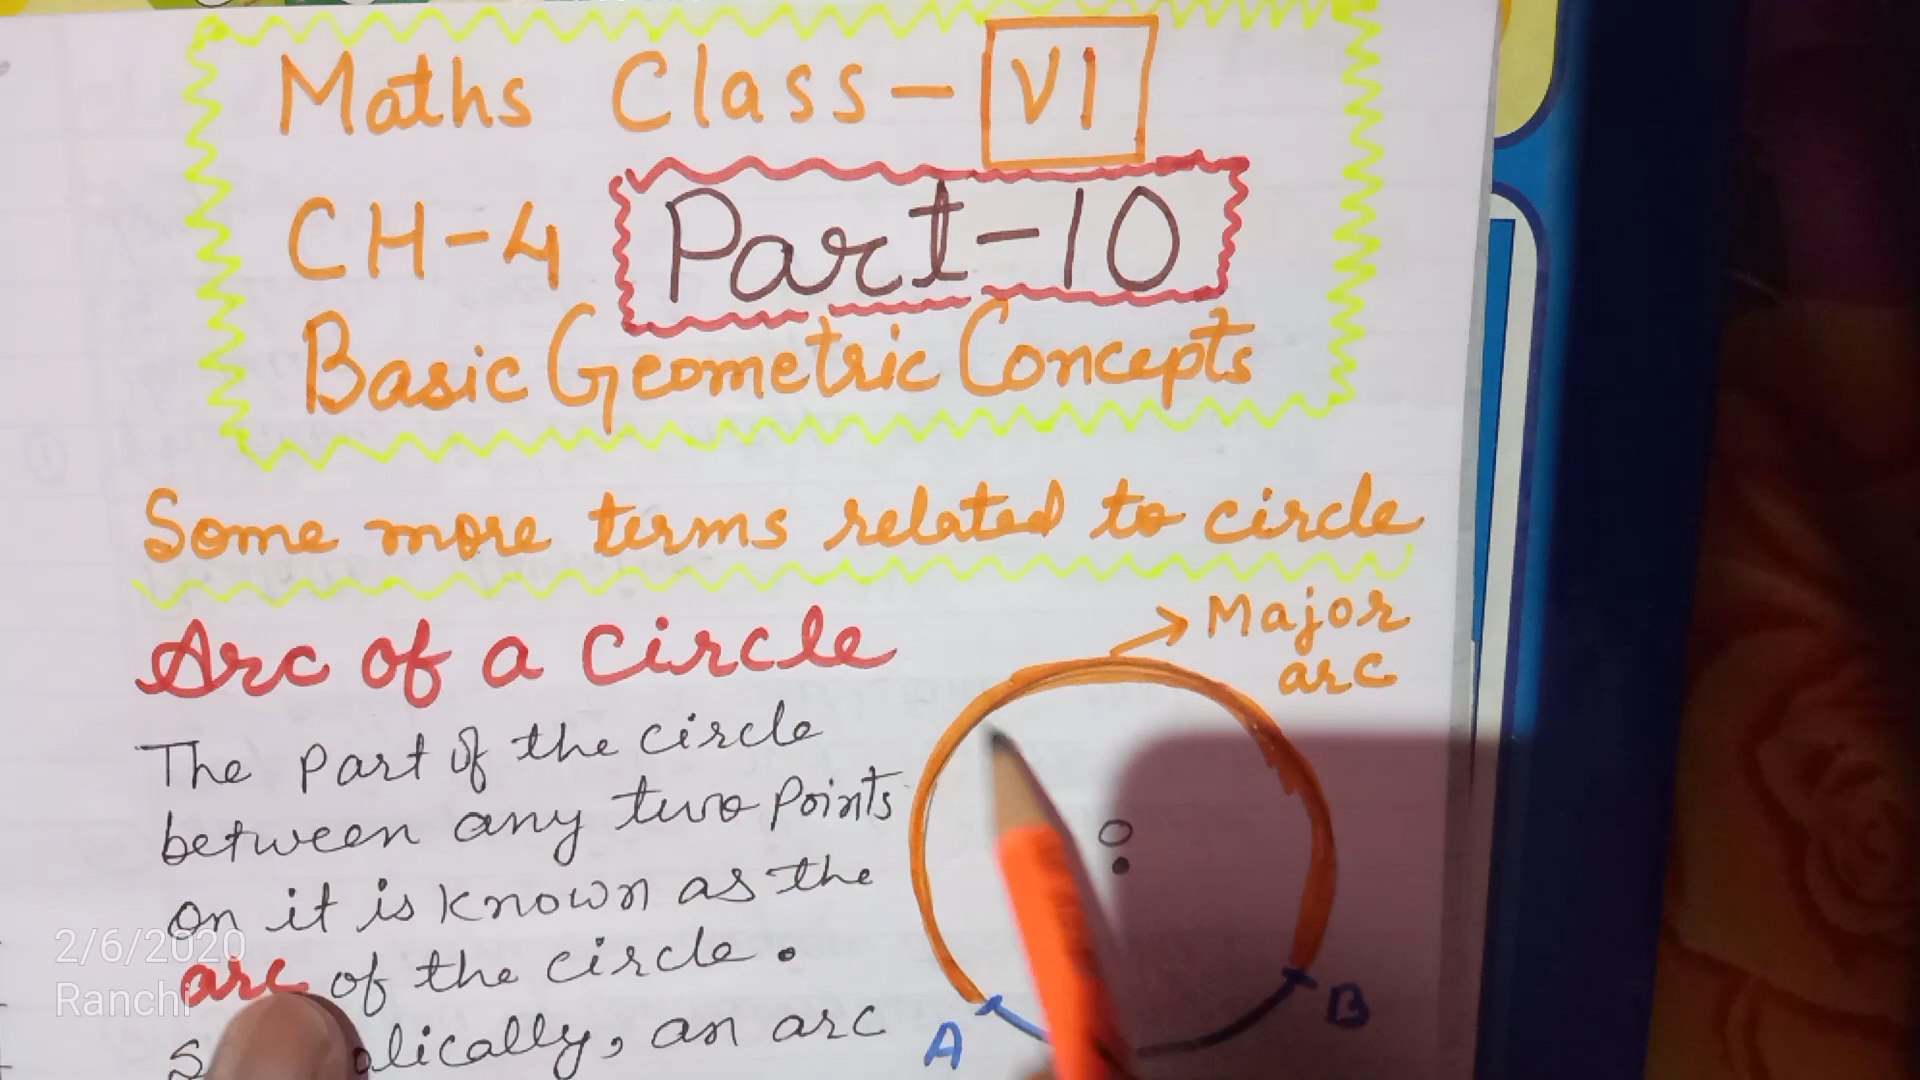 Maths Class - VI
CH-4 Part-10
Basic Geometric Concepts
Some more terms related to circle
Arc of a circle
Major
arc
The part of the circle
between any two points
on it is known as the
arc of the circle.
an arc
O
A
B
2/6/2020
Ranchi